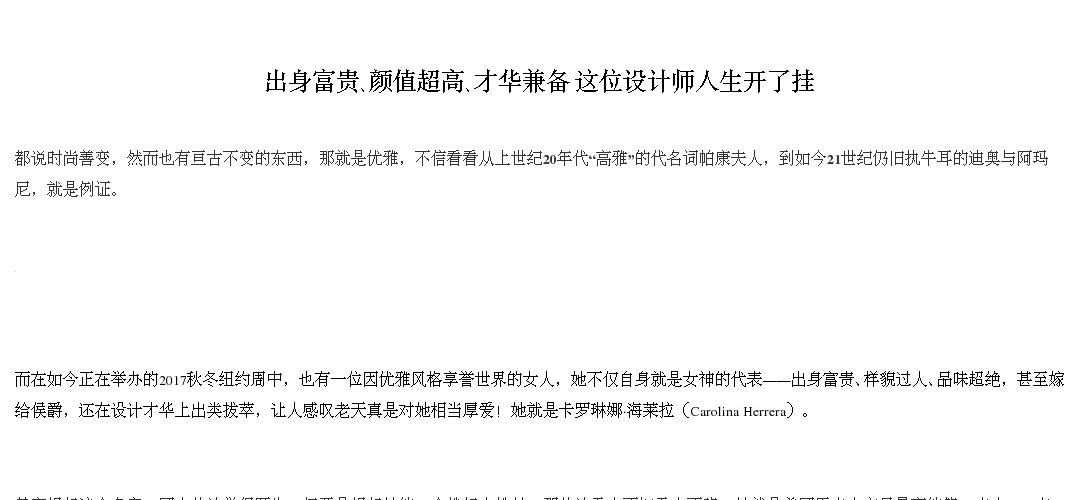 出身富贵、颜值超高、才华兼备 这位设计师人生开了挂
都说时尚善变，然而也有亘古不变的东西，那就是优雅，不信看看从上世纪20年代“高雅”的代名词帕康夫人，到如今21世纪仍旧执牛耳的迪奥与阿玛
尼，就是例证。
而在如今正在举办的2017秋冬纽约周中，也有一位因优雅风格享誉世界的女人，她不仅自身就是女神的代表——出身富贵、样貌过人、品味超绝，甚至嫁
给侯爵，还在设计才华上出类拔萃，让人感叹老天真是对她相当厚爱！她就是卡罗琳娜·海莱拉（Carolina Herrera）。